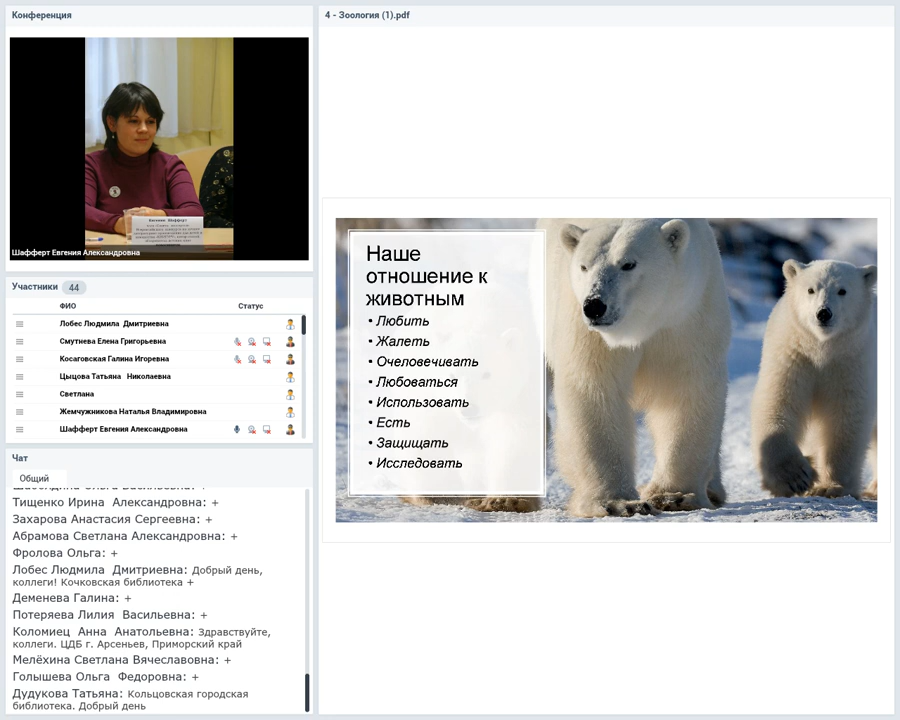 Конференция
Шафферт Евгения Александровна
Участники 44
ФИО Статус
Лобес Людмила Дмитриевна
Смутнева Елена Григорьевна
Косаговская Галина Игоревна
Цыцова Татьяна Николаевна
Светлана
Жемчужникова Наталья Владимировна
Шафферт Евгения Александровна
Чат
Общий
Тищенко Ирина Александровна: +
Захарова Анастасия Сергеевна: +
Абрамова Светлана Александровна: +
Фролова Ольга: +
Лобес Людмила Дмитриевна: Добрый день,
коллеги! Кочковская библиотека +
Деменева Галина: +
Потеряева Лилия Васильевна: +
Коломиец Анна Анатольевна: Здравствуйте,
коллеги. ЦДБ г. Арсеньев, Приморский край
Мелёхина Светлана Вячеславовна: +
Голышева Ольга Федоровна: +
Дудукова Татьяна: Кольцовская городская
библиотека. Добрый день
4 - Зоология (1).pdf
Наше
отношение к
животным
• Любить
• Жалеть
• Очеловечивать
• Любоваться
• Использовать
• Есть
• Защищать
• Исследовать